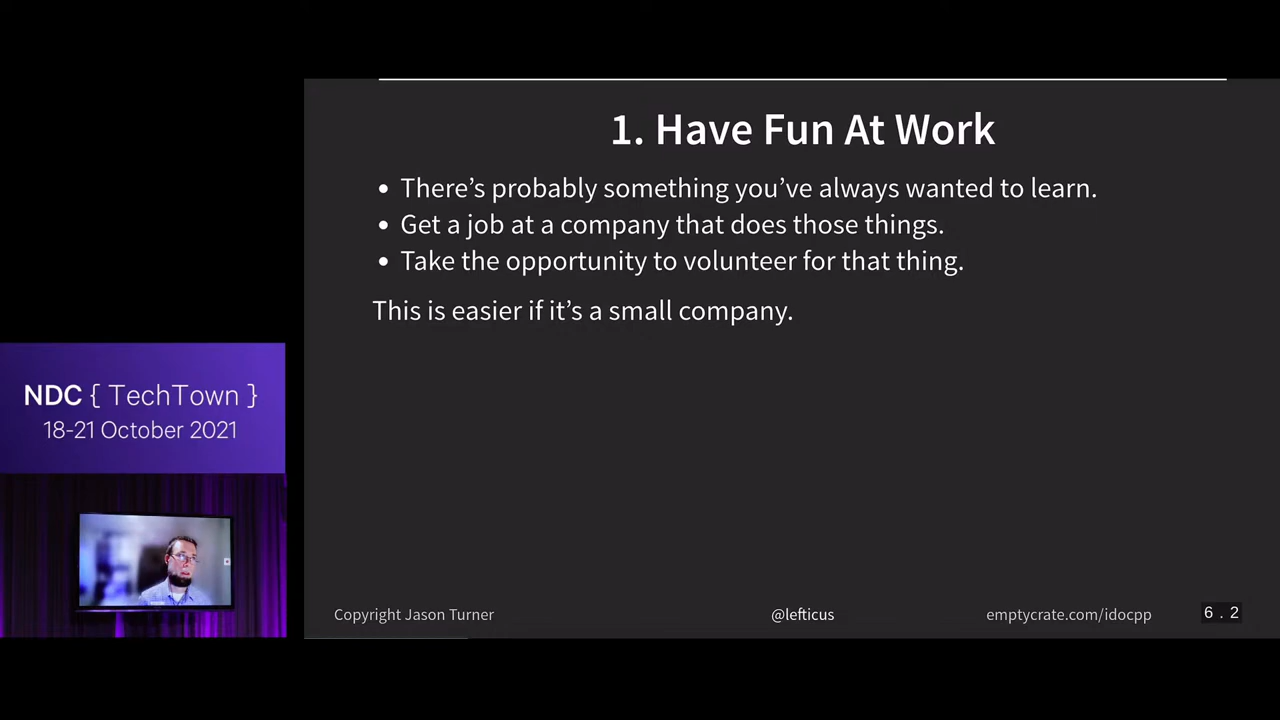 1. Have Fun At Work
• There’s probably something you’ve always wanted to learn.
• Get a job at a company that does those things.
• Take the opportunity to volunteer for that thing.
This is easier if it’s a small company.
NDC { TechTown }
18-21 October 2021
Copyright Jason Turner
@lefticus
emptycrate.com/idocpp
6 . 2